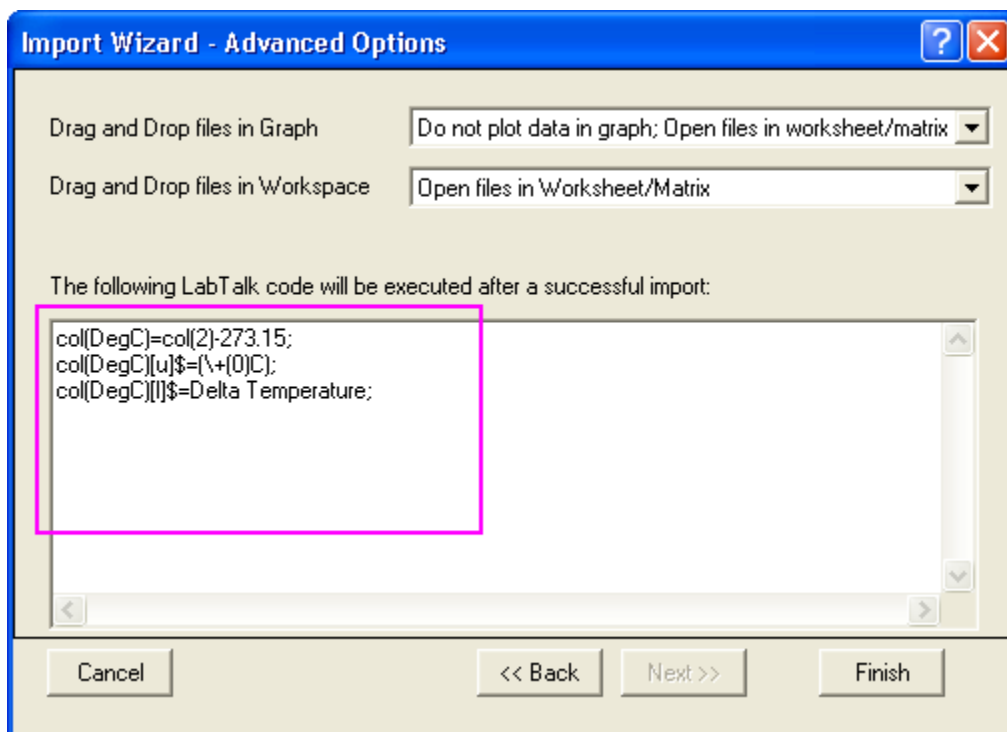 Import Wizard - Advanced Options
Drag and Drop files in Graph
Do not plot data in graph; Open files in worksheet/matrix
Drag and Drop files in Workspace
Open files in Worksheet/Matrix
The following LabTalk code will be executed after a successful import:
col(DegC)=col(2)-273.15;
col(DegC)[u]$=(\+(0)C);
col(DegC)[l]$=Delta Temperature;
Cancel
<< Back
Next >>
Finish